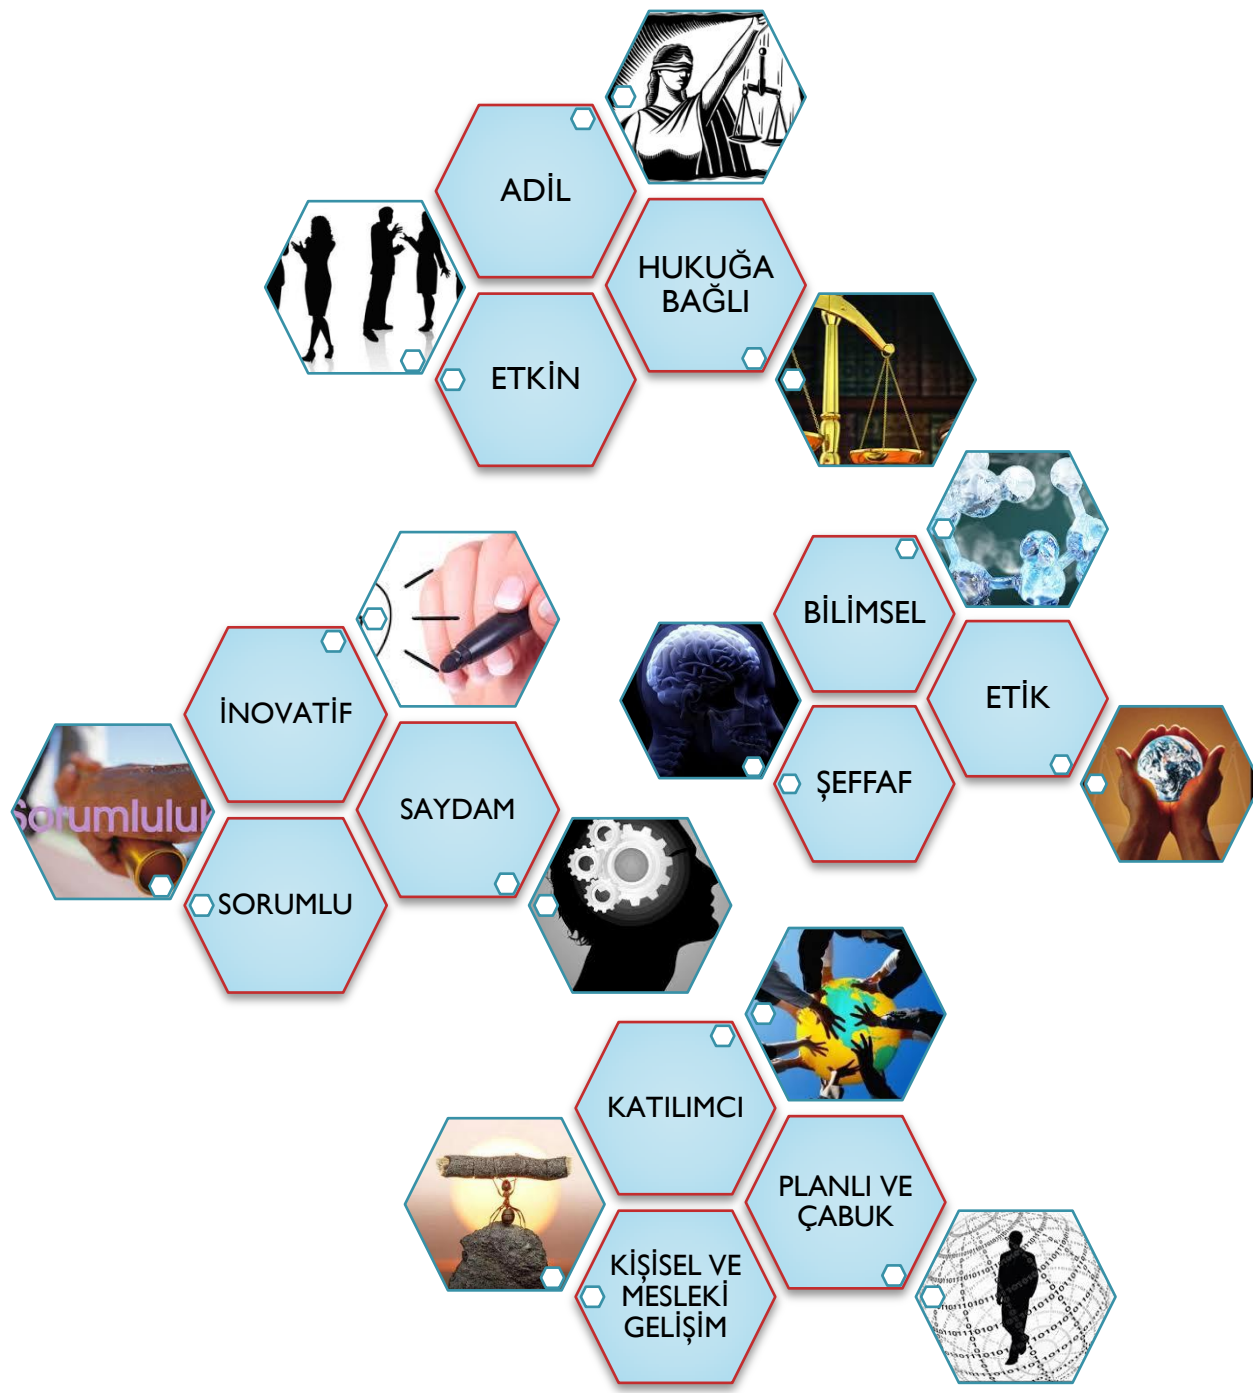 ADİL
HUKUĞA
BAĞLI
ETKİN
BİLİMSEL
ETİK
ŞEFFAF
İNOVATİF
SAYDAM
Sorumluluk
SORUMLU
KATILIMCI
PLANLI VE
ÇABUK
KİŞİSEL VE
MESLEKİ
GELİŞİM